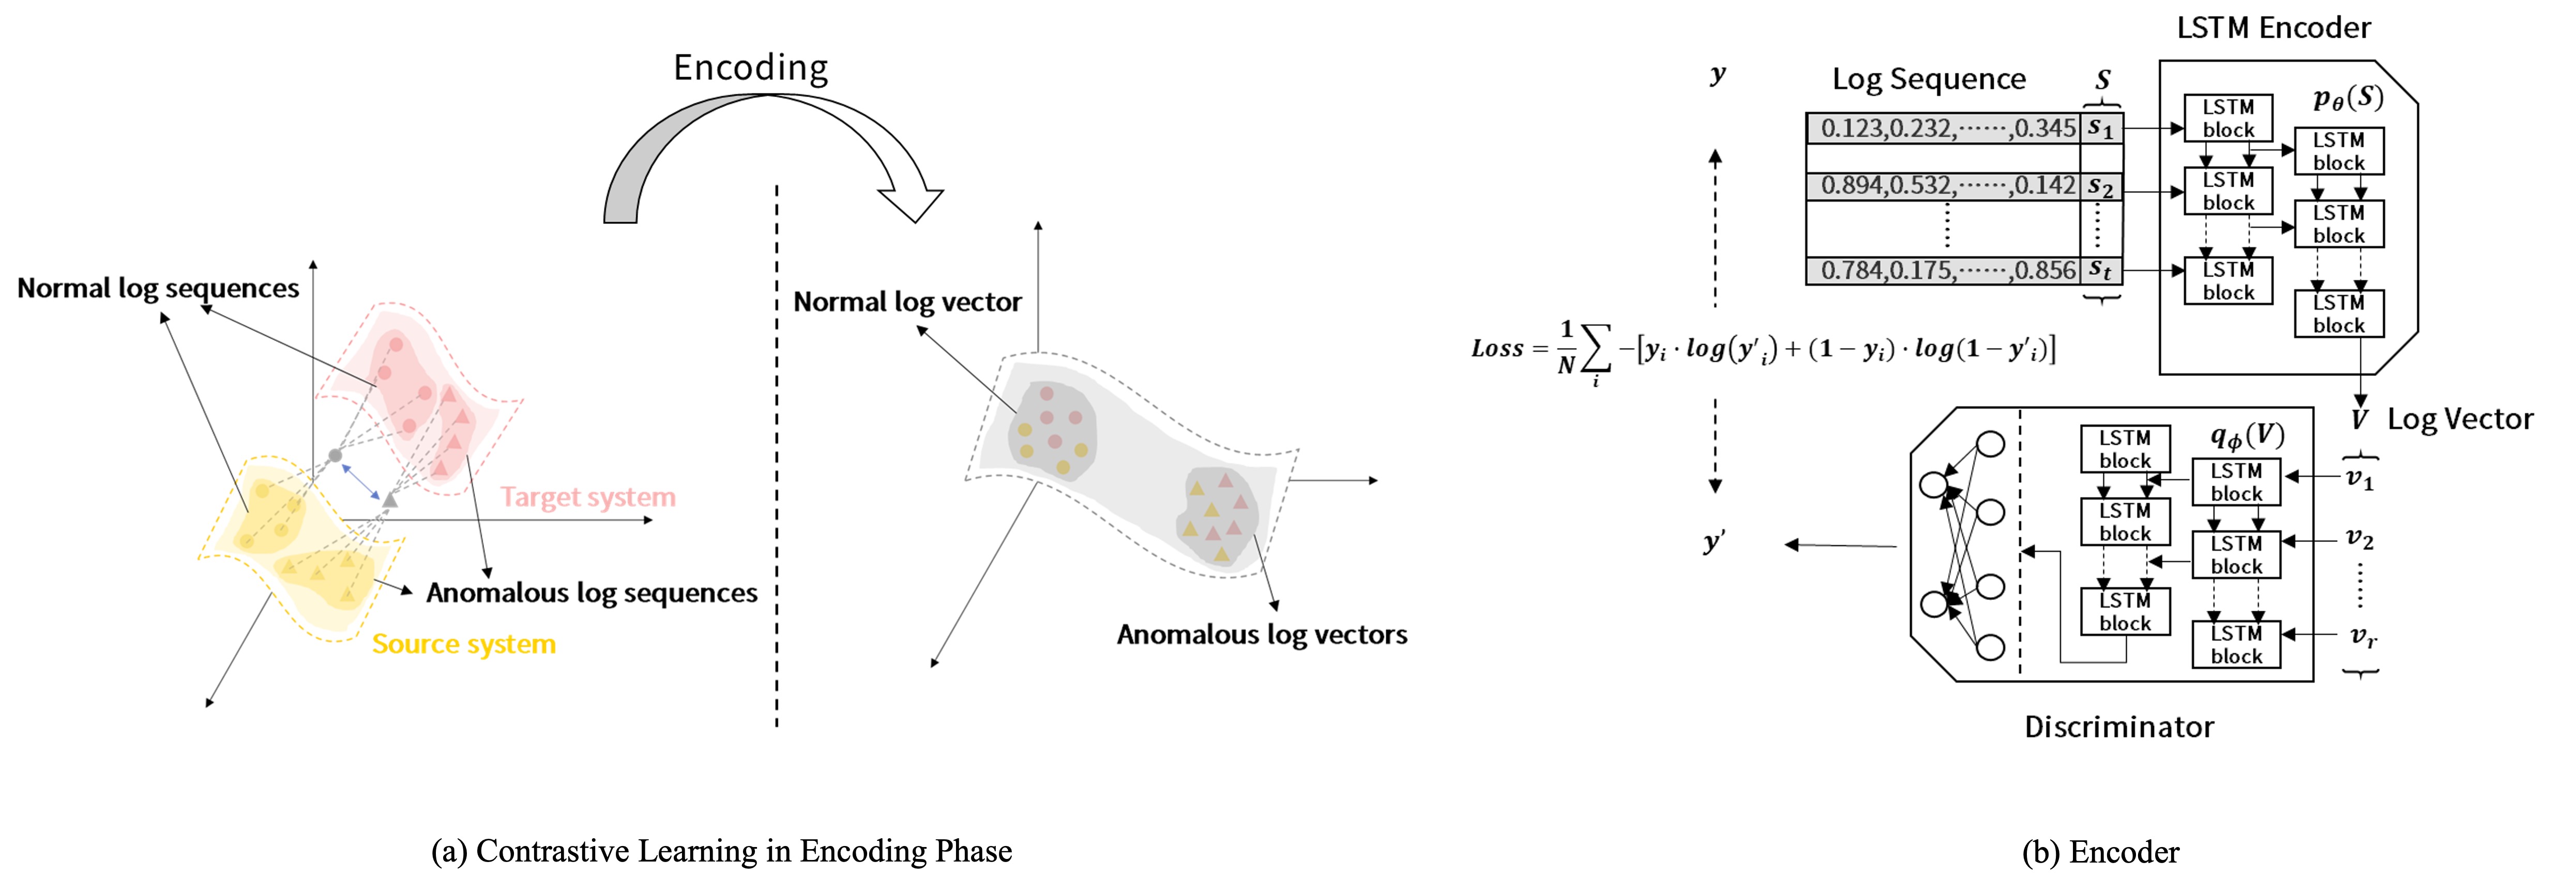 Encoding
Normal log sequences
Target system
Anomalous log sequences
Source system
Normal log vector
Anomalous log vectors
(a) Contrastive Learning in Encoding Phase
LSTM Encoder
y
Log Sequence
S
0.123,0.232,······,0.345 s₁
0.894,0.532,······,0.142 s₂
0.784,0.175,······,0.856 sₜ
pθ(S)
LSTM block
LSTM block
LSTM block
LSTM block
LSTM block
LSTM block
Loss = 1/N ∑ᵢ −[yᵢ · log(y′ᵢ) + (1 − yᵢ) · log(1 − y′ᵢ)]
V Log Vector
qϕ(V)
LSTM block
LSTM block
LSTM block
LSTM block
LSTM block
LSTM block
v₁
v₂
vᵣ
y′
Discriminator
(b) Encoder